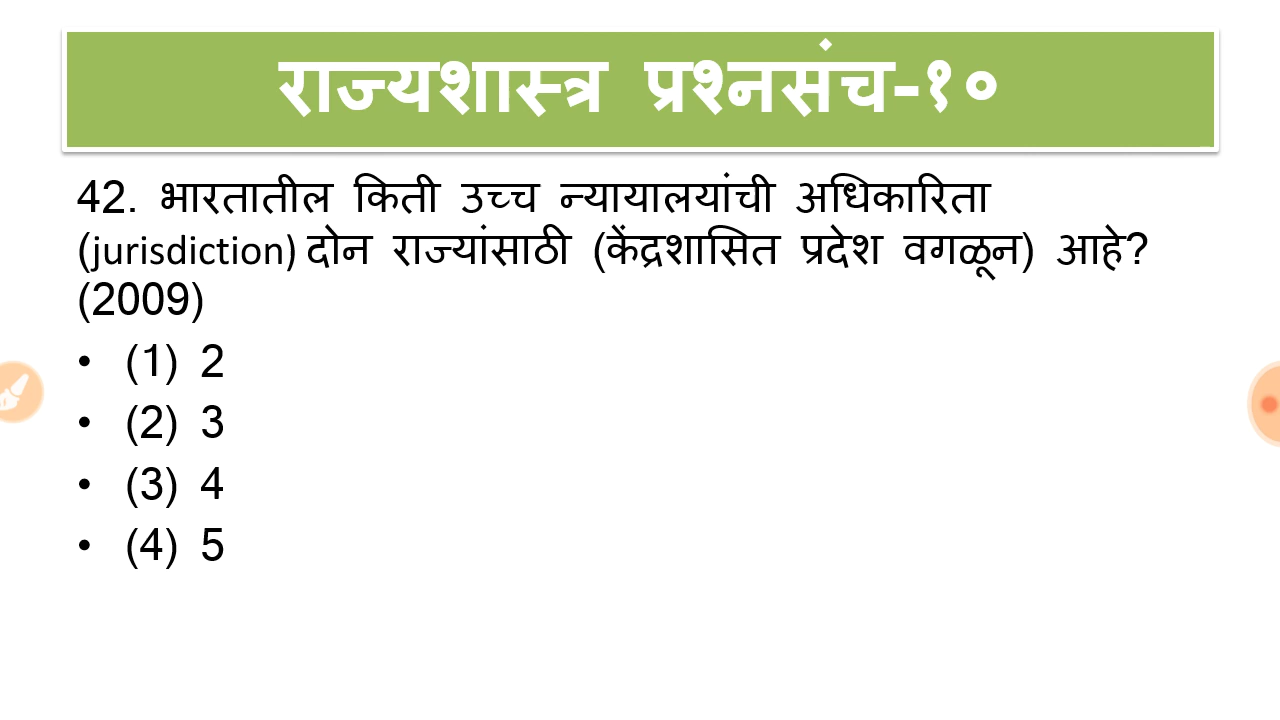 राज्यशास्त्र प्रश्नसंच-१०
42. भारतातील किती उच्च न्यायालयांची अधिकारिता
(jurisdiction) दोन राज्यांसाठी (केंद्रशासित प्रदेश वगळून) आहे?
(2009)
• (1) 2
• (2) 3
• (3) 4
• (4) 5